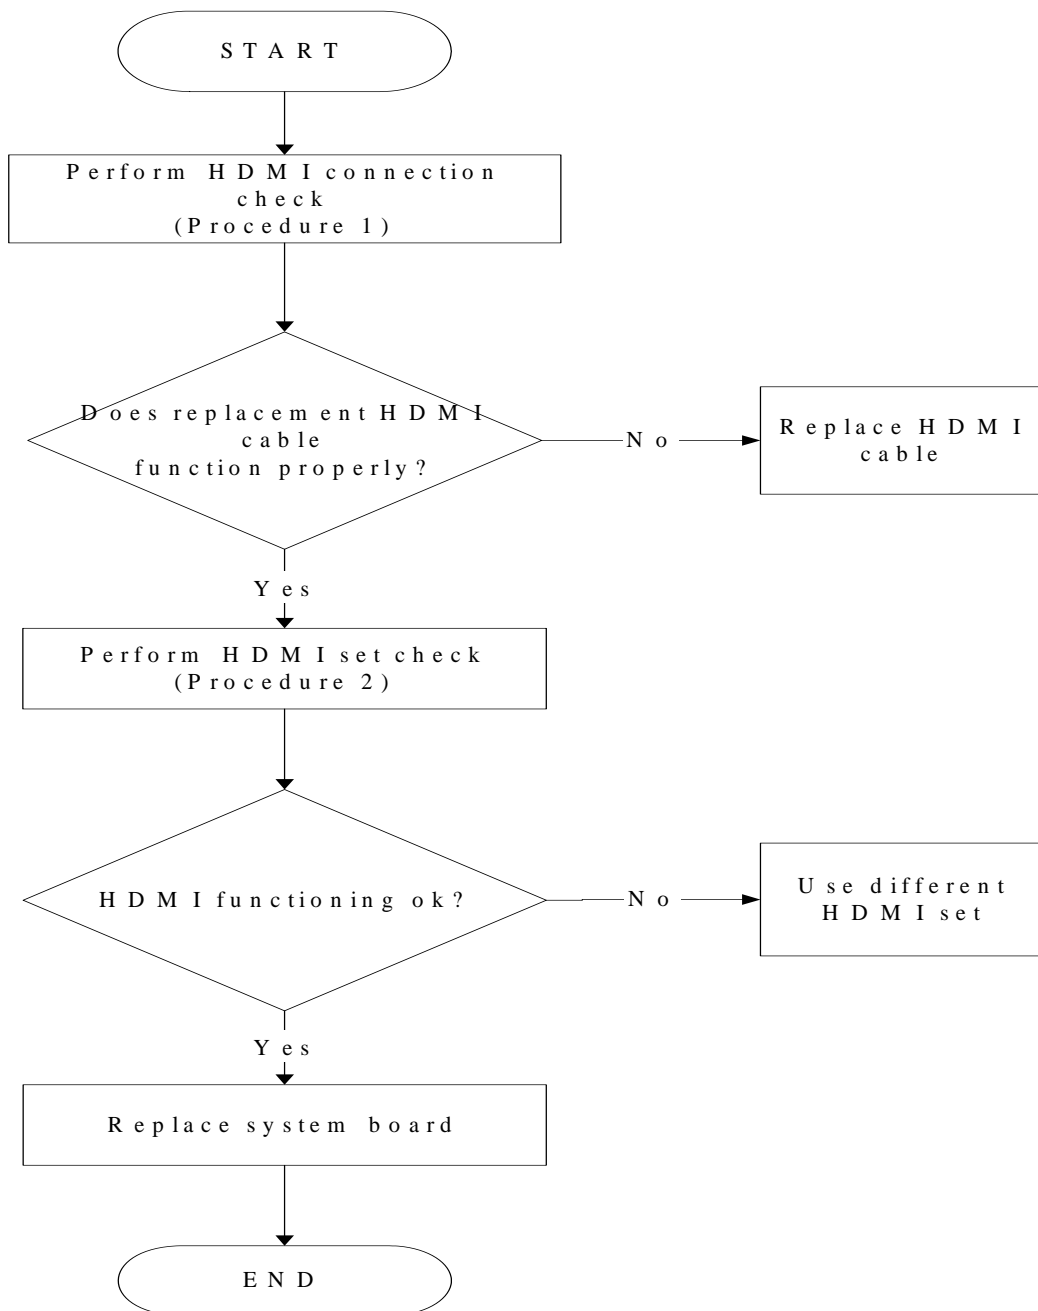 START
Perform HDMI connection
check
(Procedure 1)
Does replacement HDMI
cable
function properly?
No
Replace HDMI
cable
Yes
Perform HDMI set check
(Procedure 2)
HDMI functioning ok?
No
Use different
HDMI set
Yes
Replace system board
END